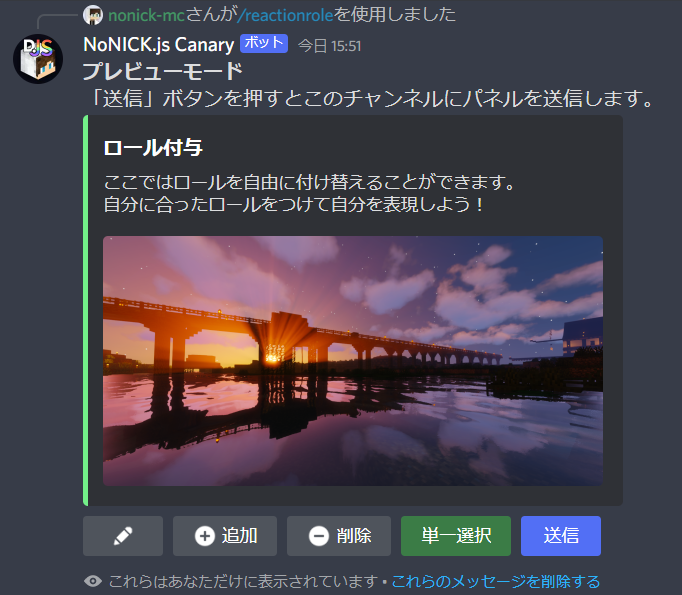 nonick-mcさんが/reactionroleを使用しました
DJS
NoNICK.js Canary ボット 今日 15:51
プレビューモード
「送信」ボタンを押すとこのチャンネルにパネルを送信します。
ロール付与
ここではロールを自由に付け替えることができます。
自分に合ったロールをつけて自分を表現しよう！
追加 削除 単一選択 送信
これらはあなただけに表示されています • これらのメッセージを削除する